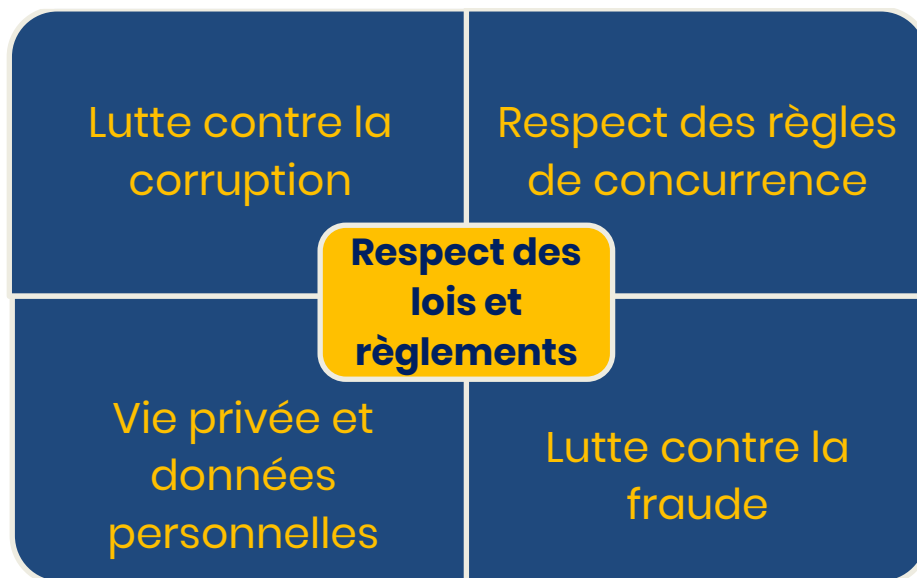 Lutte contre la
corruption
Respect des règles
de concurrence
Respect des
lois et
règlements
Vie privée et
données
personnelles
Lutte contre la
fraude